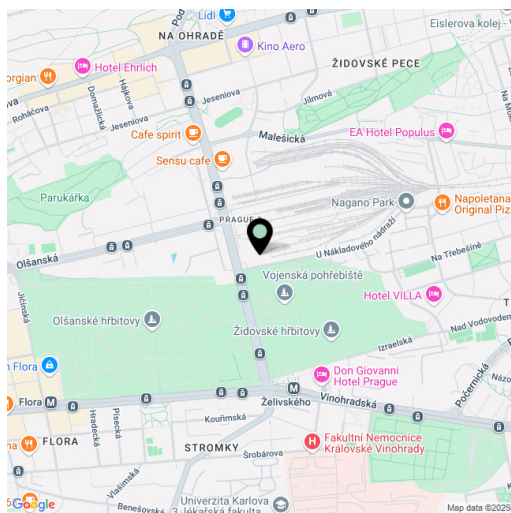 Lidl
Eislerova kolej -
NA OHRADĚ
Kino Aero
ŽIDOVSKÉ PECE
orgian
Hotel Ehrlich
Hájkova
Domažlická
Roháčova
Jeseniova
Jilmová
Jeseniova
Cafe spirit
Malešická
EA Hotel Populus
Sensu cafe
Parukářka
Nagano Park
Napoletana
Original Piz
PRAGUE 3
U Nákladového nádraží
Olšanská
Na Třebešíně
Vojenská pohřebiště
Jičínská
Hotel VILLA
Olšanské hřbitovy
Židovské hřbitovy
Nad Vodovodem
Izraelská
n Flora
Don Giovanni
Hotel Prague
Počernická
Flora
M
M
Želivského
Vinohradská
Hradecká
Písecká
Kouřimská
FLORA
STROMKY
Fakultní Nemocnice
Královské Vinohrady
Šrobárova
Vlašimská
Univerzita Karlova
3. lékařská fakulta
Benešovská
Google
Map data ©2025